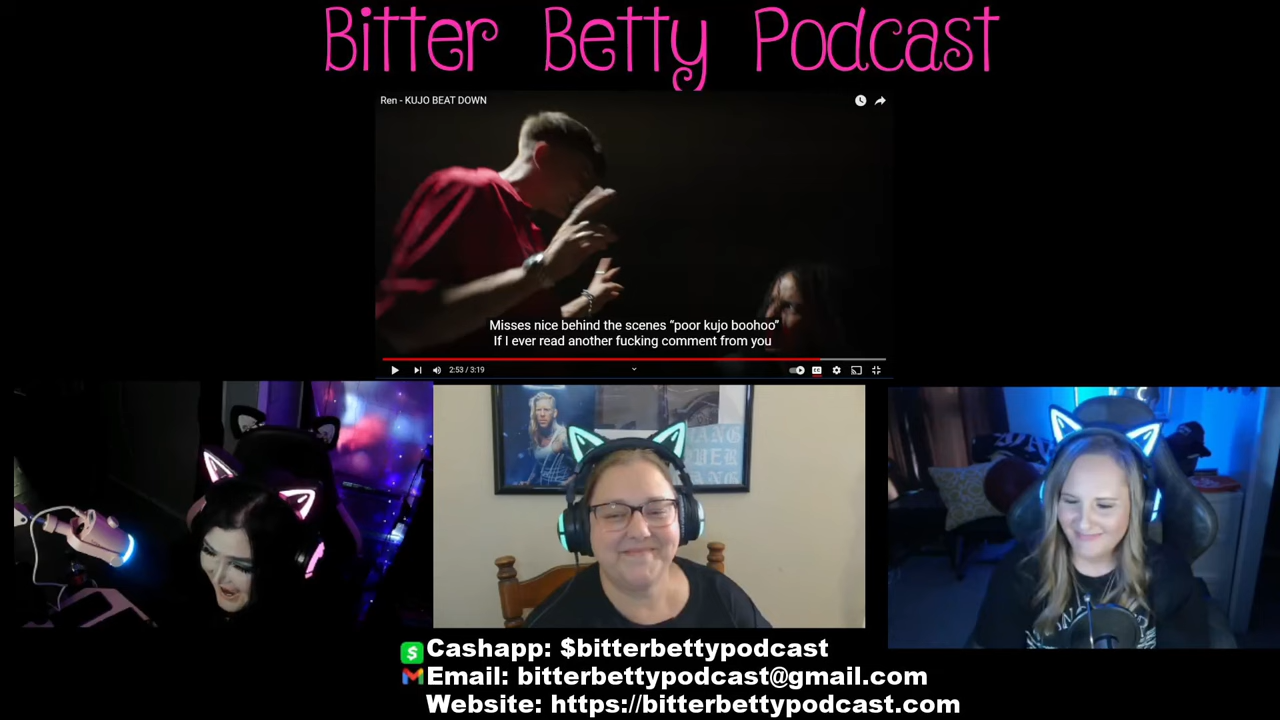 Bitter Betty Podcast
Ren - KUJO BEAT DOWN
Misses nice behind the scenes “poor kujo boohoo”
If I ever read another fucking comment from you
2:53 / 3:19
CC
$
Cashapp: $bitterbettypodcast
Email: bitterbettypodcast@gmail.com
Website: https://bitterbettypodcast.com